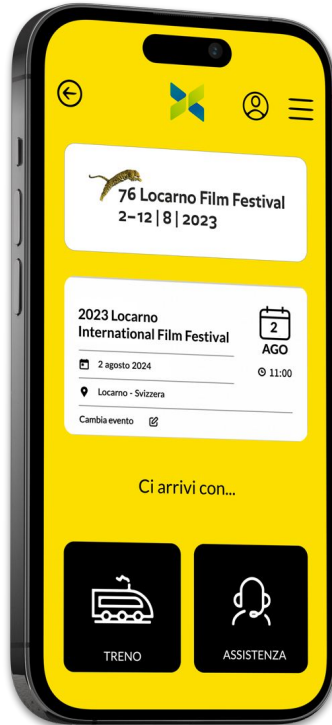 76 Locarno Film Festival
2–12 | 8 | 2023
2023 Locarno
International Film Festival
2
AGO
11:00
2 agosto 2024
Locarno - Svizzera
Cambia evento
Ci arrivi con...
TRENO
ASSISTENZA